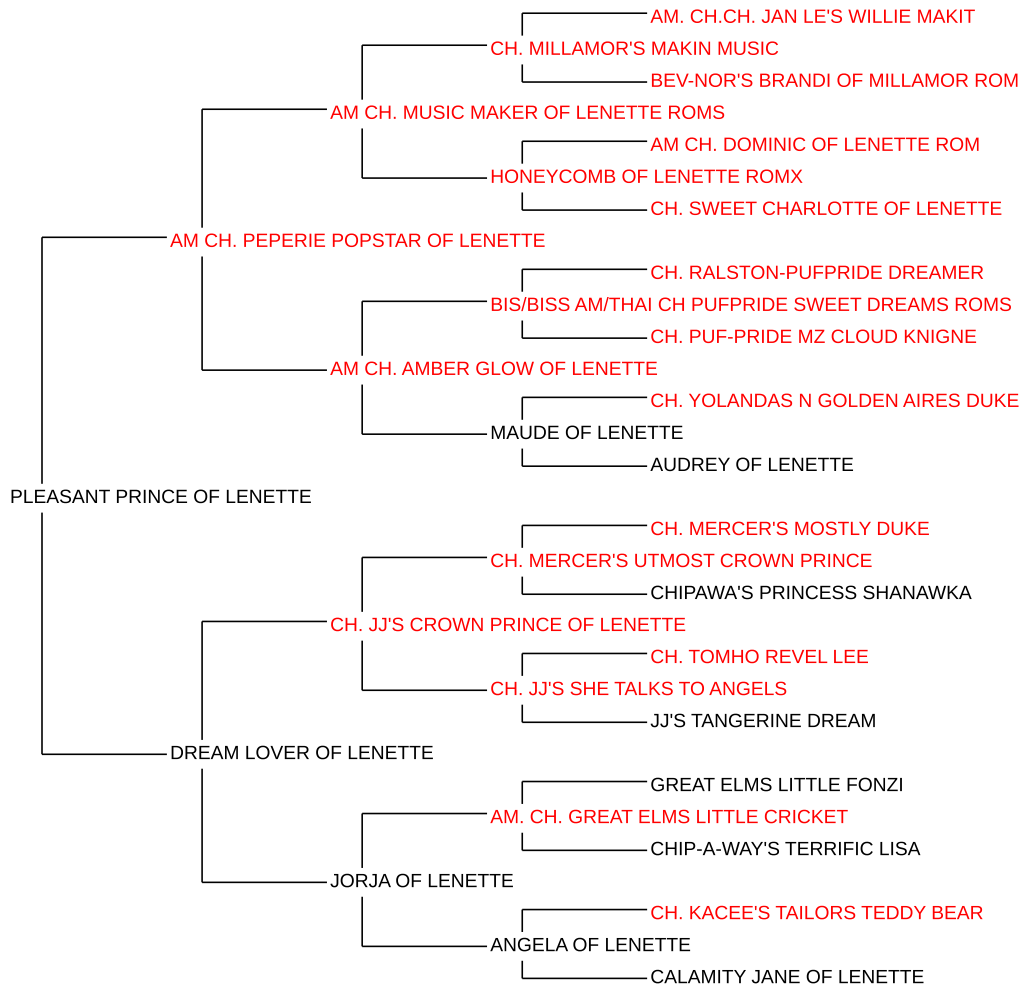 AM. CH.CH. JAN LE'S WILLIE MAKIT
CH. MILLAMOR'S MAKIN MUSIC
BEV-NOR'S BRANDI OF MILLAMOR ROM
AM CH. MUSIC MAKER OF LENETTE ROMS
AM CH. DOMINIC OF LENETTE ROM
HONEYCOMB OF LENETTE ROMX
CH. SWEET CHARLOTTE OF LENETTE
AM CH. PEPERIE POPSTAR OF LENETTE
CH. RALSTON-PUFPRIDE DREAMER
BIS/BISS AM/THAI CH PUFPRIDE SWEET DREAMS ROMS
CH. PUF-PRIDE MZ CLOUD KNIGNE
AM CH. AMBER GLOW OF LENETTE
CH. YOLANDAS N GOLDEN AIRES DUKE
MAUDE OF LENETTE
AUDREY OF LENETTE
PLEASANT PRINCE OF LENETTE
CH. MERCER'S MOSTLY DUKE
CH. MERCER'S UTMOST CROWN PRINCE
CHIPAWA'S PRINCESS SHANAWKA
CH. JJ'S CROWN PRINCE OF LENETTE
CH. TOMHO REVEL LEE
CH. JJ'S SHE TALKS TO ANGELS
JJ'S TANGERINE DREAM
DREAM LOVER OF LENETTE
GREAT ELMS LITTLE FONZI
AM. CH. GREAT ELMS LITTLE CRICKET
CHIP-A-WAY'S TERRIFIC LISA
JORJA OF LENETTE
CH. KACEE'S TAILORS TEDDY BEAR
ANGELA OF LENETTE
CALAMITY JANE OF LENETTE